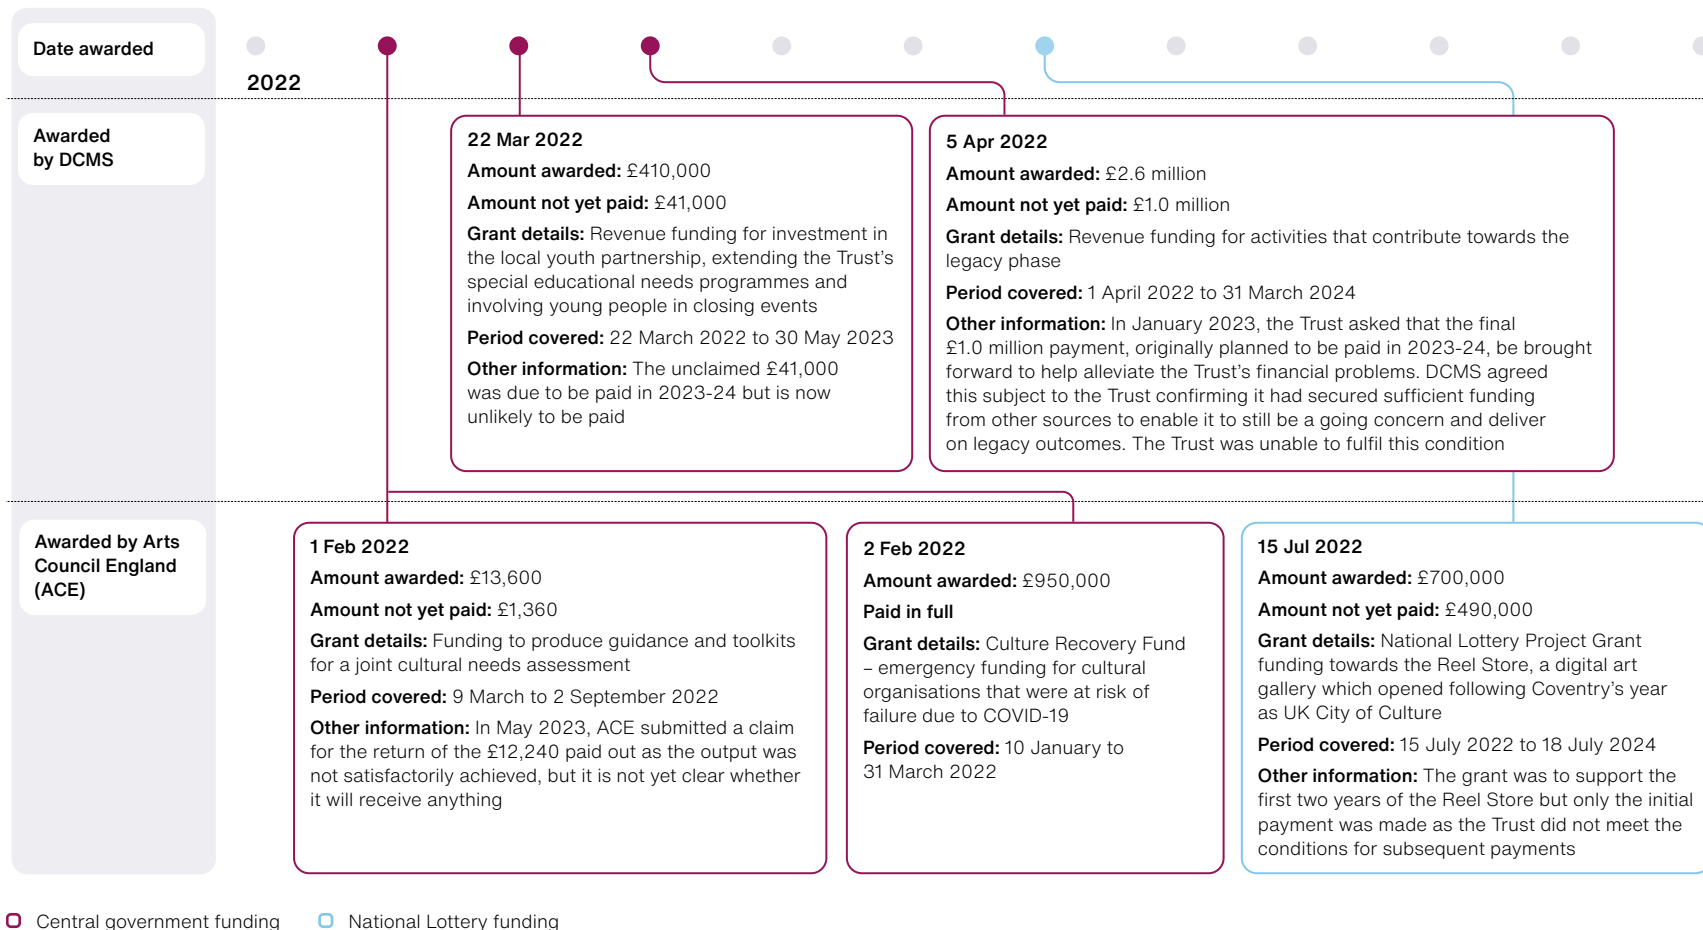 Date awarded
2022
Awarded
by DCMS
22 Mar 2022
Amount awarded: £410,000
Amount not yet paid: £41,000
Grant details: Revenue funding for investment in
the local youth partnership, extending the Trust's
special educational needs programmes and
involving young people in closing events
Period covered: 22 March 2022 to 30 May 2023
Other information: The unclaimed £41,000
was due to be paid in 2023-24 but is now
unlikely to be paid
5 Apr 2022
Amount awarded: £2.6 million
Amount not yet paid: £1.0 million
Grant details: Revenue funding for activities that contribute towards the
legacy phase
Period covered: 1 April 2022 to 31 March 2024
Other information: In January 2023, the Trust asked that the final
£1.0 million payment, originally planned to be paid in 2023-24, be brought
forward to help alleviate the Trust's financial problems. DCMS agreed
this subject to the Trust confirming it had secured sufficient funding
from other sources to enable it to still be a going concern and deliver
on legacy outcomes. The Trust was unable to fulfil this condition
Awarded by Arts
Council England
(ACE)
1 Feb 2022
Amount awarded: £13,600
Amount not yet paid: £1,360
Grant details: Funding to produce guidance and toolkits
for a joint cultural needs assessment
Period covered: 9 March to 2 September 2022
Other information: In May 2023, ACE submitted a claim
for the return of the £12,240 paid out as the output was
not satisfactorily achieved, but it is not yet clear whether
it will receive anything
2 Feb 2022
Amount awarded: £950,000
Paid in full
Grant details: Culture Recovery Fund
– emergency funding for cultural
organisations that were at risk of
failure due to COVID-19
Period covered: 10 January to
31 March 2022
15 Jul 2022
Amount awarded: £700,000
Amount not yet paid: £490,000
Grant details: National Lottery Project Grant
funding towards the Reel Store, a digital art
gallery which opened following Coventry's year
as UK City of Culture
Period covered: 15 July 2022 to 18 July 2024
Other information: The grant was to support the
first two years of the Reel Store but only the initial
payment was made as the Trust did not meet the
conditions for subsequent payments
Central government funding
National Lottery funding